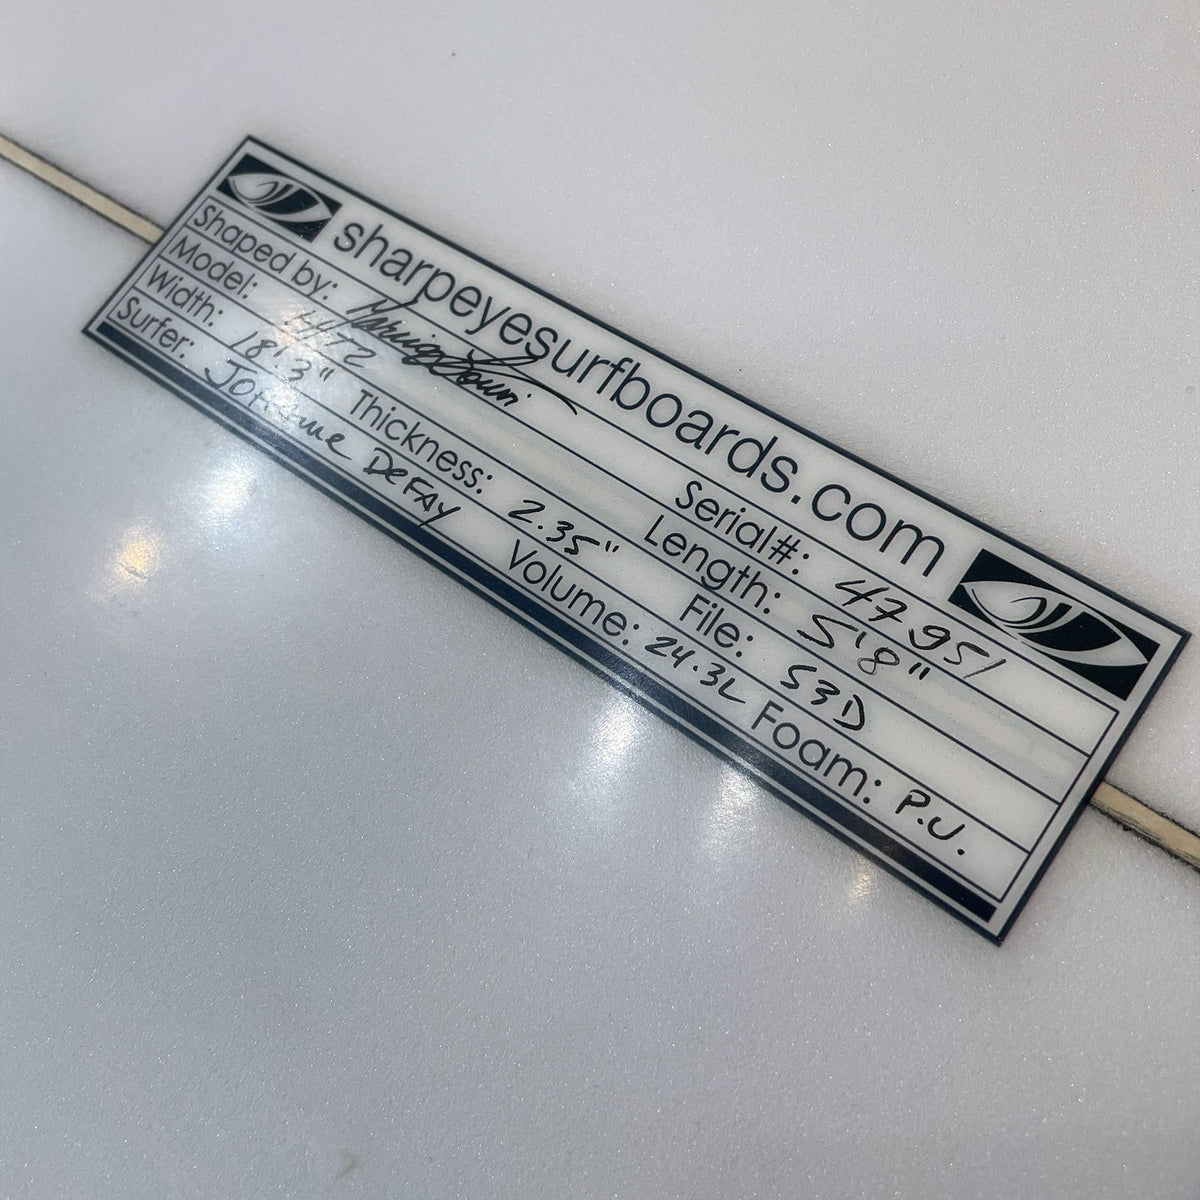 sharpeyesurfboards.com
Shaped by: Serial#: 47951
Model: HT2 Length: 5'8"
Width: 18'.3" Thickness: 2.35" File: S3D
Surfer: Johanne DeFAY Volume: 24.3L Foam: P.U.